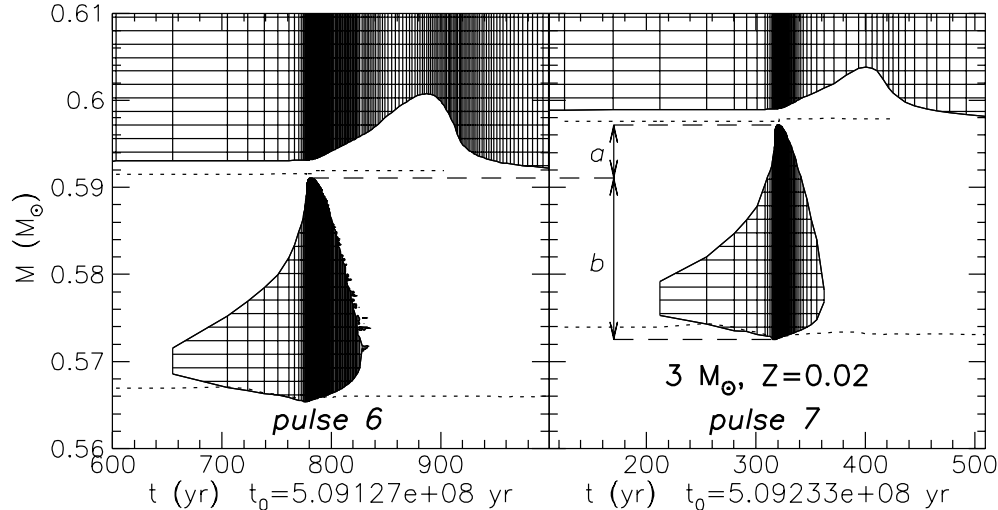 0.61
0.6
0.59
0.58
0.57
0.56
M (M⊙)
600 700 800 900
200 300 400 500
t (yr) t₀=5.09127e+08 yr
t (yr) t₀=5.09233e+08 yr
pulse 6
a
b
3 M⊙, Z=0.02
pulse 7